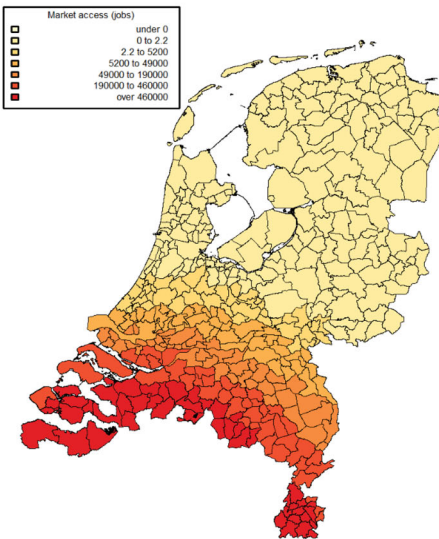 Market access (jobs)
under 0
0 to 2.2
2.2 to 5200
5200 to 49000
49000 to 190000
190000 to 460000
over 460000